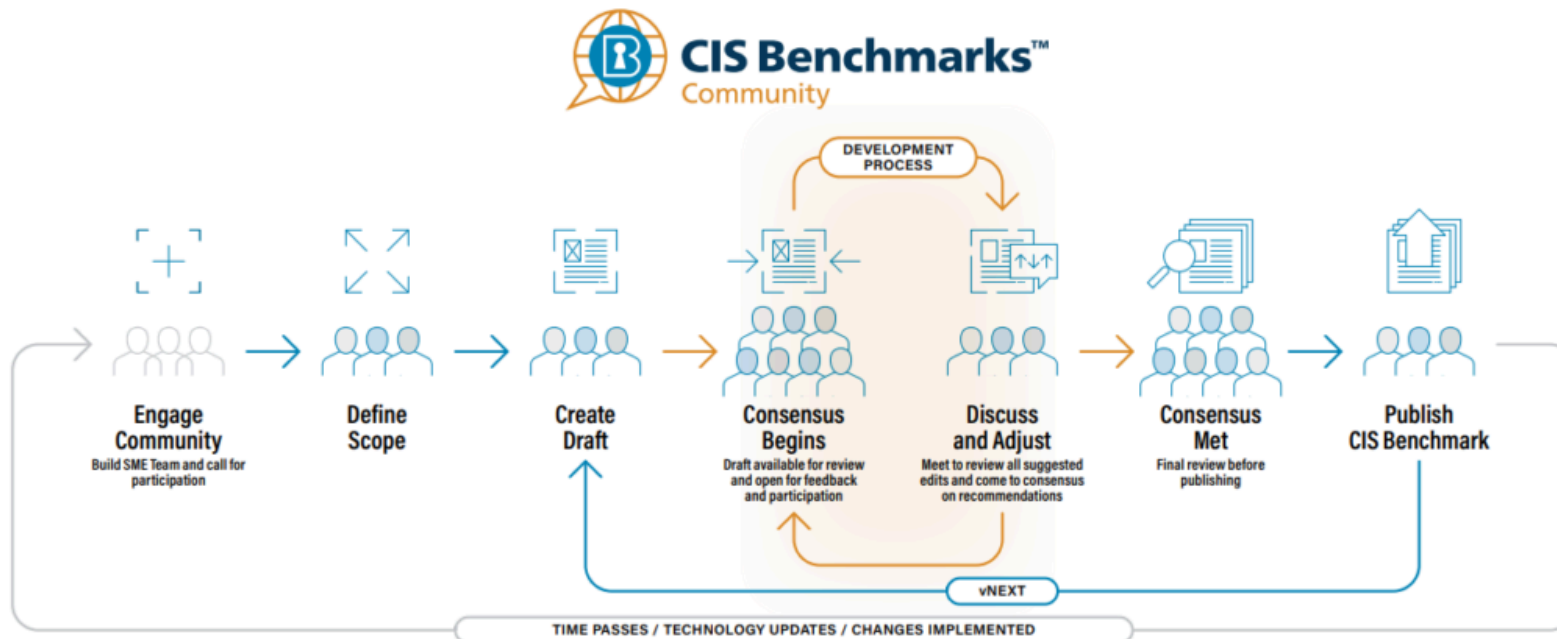 CIS Benchmarks™
Community
DEVELOPMENT
PROCESS
Engage
Community
Build SME Team and call for
participation
Define
Scope
Create
Draft
Consensus
Begins
Draft available for review
and open for feedback
and participation
Discuss
and Adjust
Meet to review all suggested
edits and come to consensus
on recommendations
Consensus
Met
Final review before
publishing
Publish
CIS Benchmark
vNEXT
TIME PASSES / TECHNOLOGY UPDATES / CHANGES IMPLEMENTED